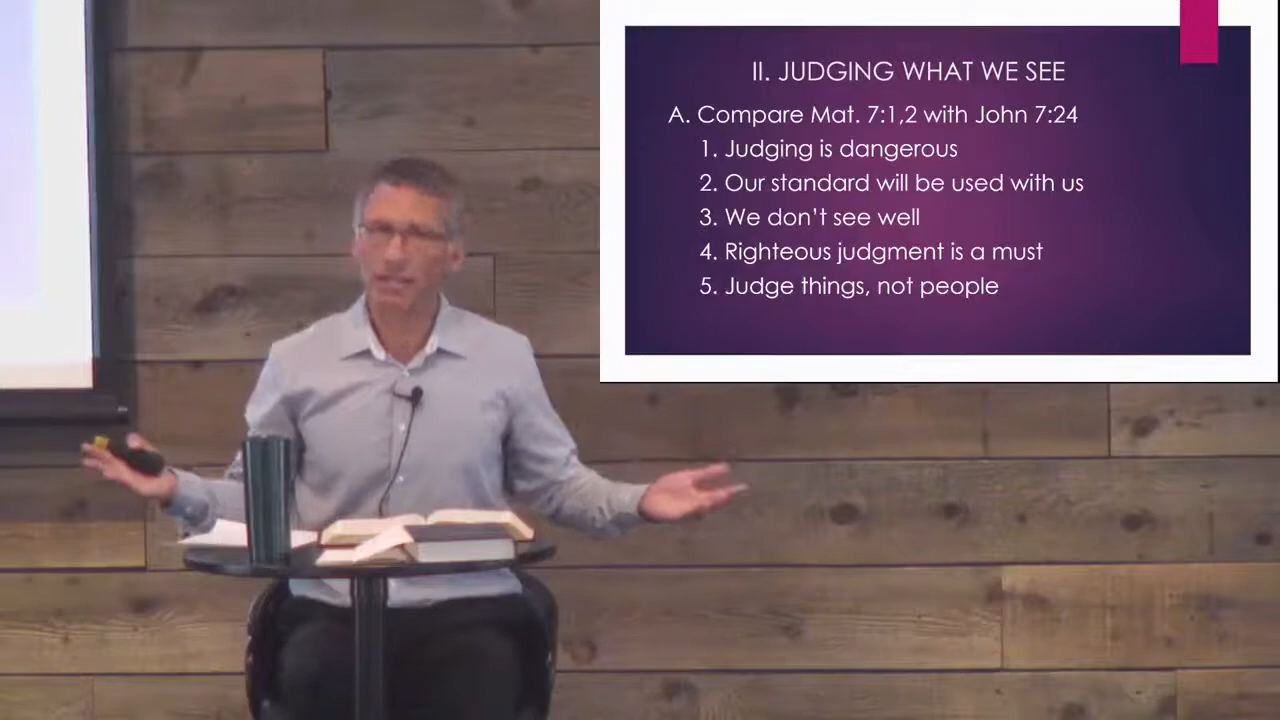 II. JUDGING WHAT WE SEE
A. Compare Mat. 7:1,2 with John 7:24
1. Judging is dangerous
2. Our standard will be used with us
3. We don't see well
4. Righteous judgment is a must
5. Judge things, not people